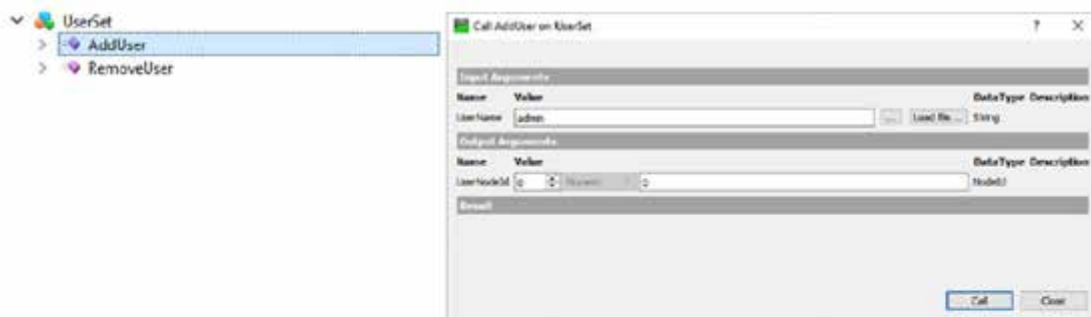 UserSet
AddUser
RemoveUser
Call AddUser on UserSet ? ×
Input Arguments
Name Value DataType Description
UserName admin ... Load file... String
Output Arguments
Name Value DataType Description
UserNodeId 0 Numeric 0 NodeId
Result
Call Close